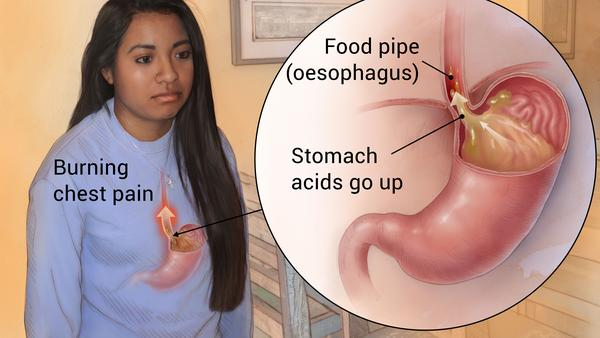 Food pipe
(oesophagus)
Stomach
acids go up
Burning
chest pain